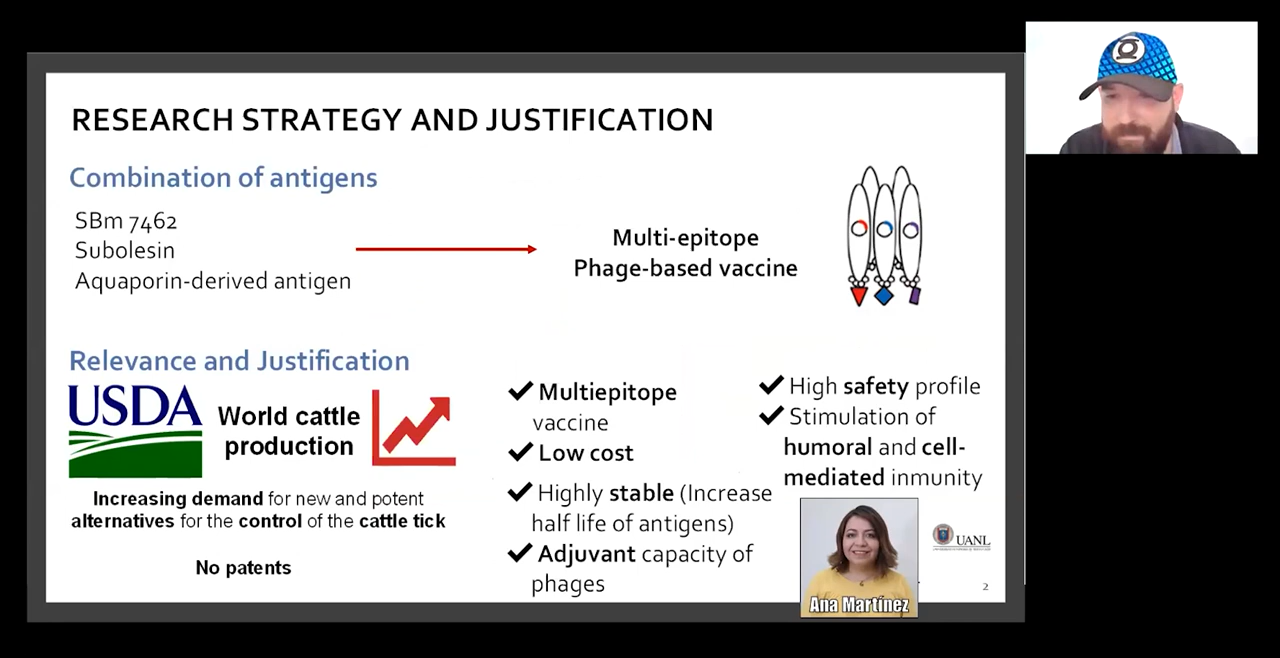 RESEARCH STRATEGY AND JUSTIFICATION
Combination of antigens
SBm 7462
Subolesin
Aquaporin-derived antigen
Multi-epitope
Phage-based vaccine
Relevance and Justification
USDA
World cattle
production
Increasing demand for new and potent
alternatives for the control of the cattle tick
No patents
✔ Multiepitope
vaccine
✔ Low cost
✔ Highly stable (Increase
half life of antigens)
✔ Adjuvant capacity of
phages
✔ High safety profile
✔ Stimulation of
humoral and cell-
mediated inmunity
Ana Martínez
UANL
2